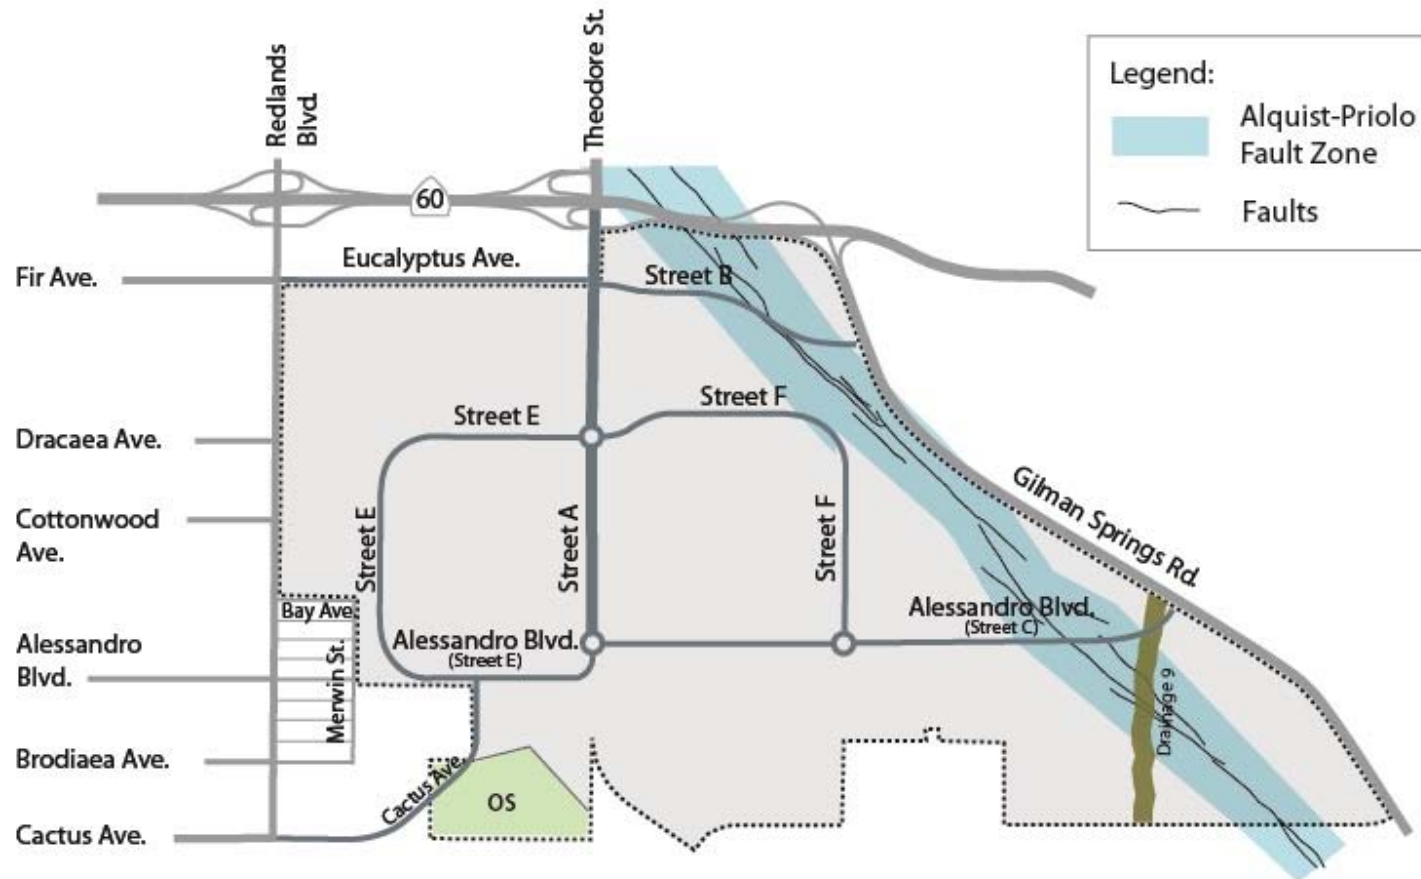 Redlands
Blvd.
Theodore St.
Legend:
Alquist-Priolo
Fault Zone
Faults
60
Eucalyptus Ave.
Fir Ave.
Street B
Street F
Street E
Dracaea Ave.
Gilman Springs Rd.
Cottonwood
Ave.
Street E
Street A
Street F
Bay Ave
Alessandro Blvd.
(Street C)
Alessandro
Blvd.
Alessandro Blvd.
(Street E)
Merwin St.
Drainage 9
Brodiaea Ave.
Cactus Ave.
OS
Cactus Ave.